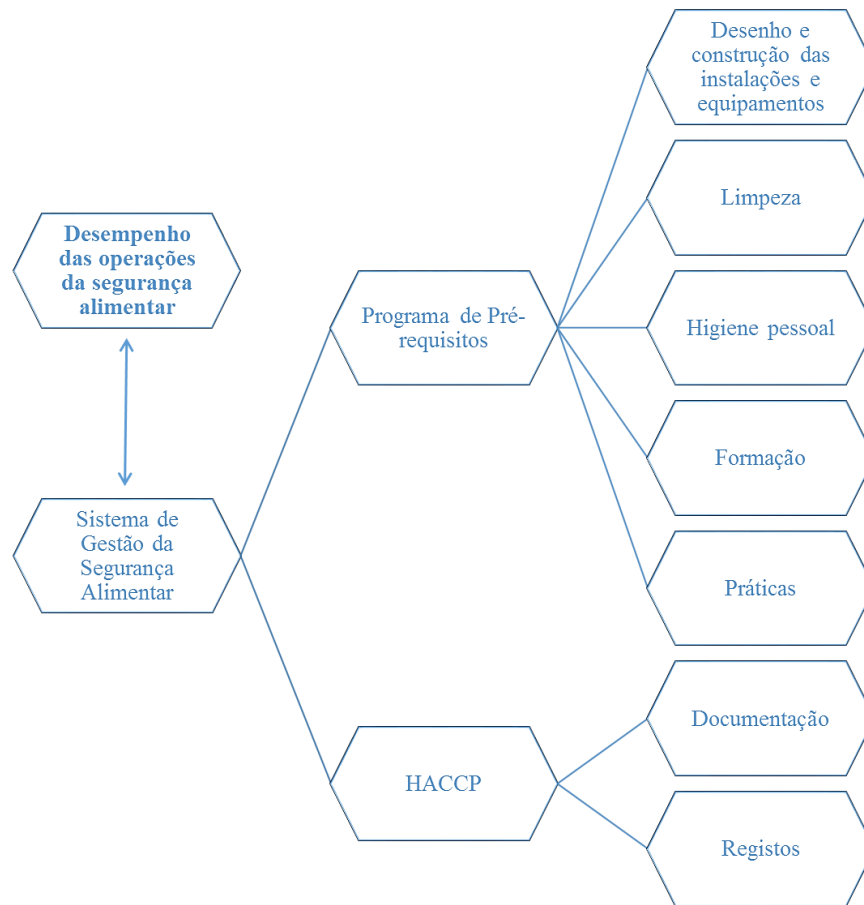 Desempenho
das operações
da segurança
alimentar
Sistema de
Gestão da
Segurança
Alimentar
Programa de Pré-
requisitos
HACCP
Desenho e
construção das
instalações e
equipamentos
Limpeza
Higiene pessoal
Formação
Práticas
Documentação
Registos